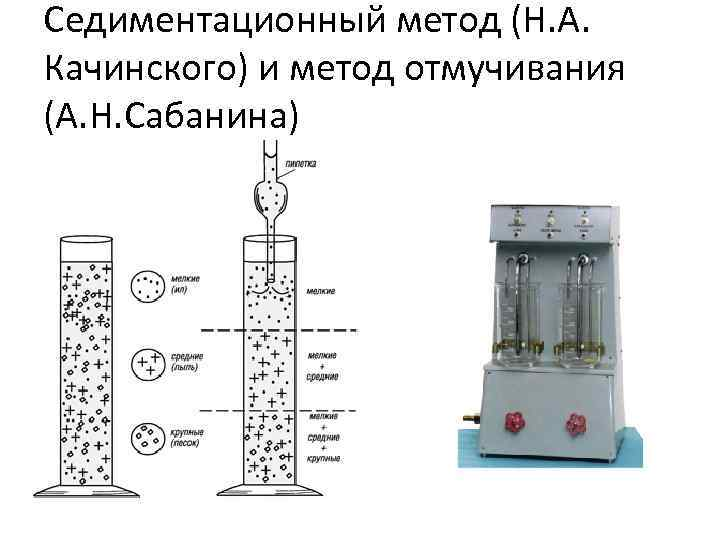 Седиментационный метод (Н. А.
Качинского) и метод отмучивания
(А. Н. Сабанина)
пипетка
мелкие
(ил)
мелкие
средние
(пыль)
мелкие
+
средние
крупные
(песок)
мелкие
+
средние
+
крупные